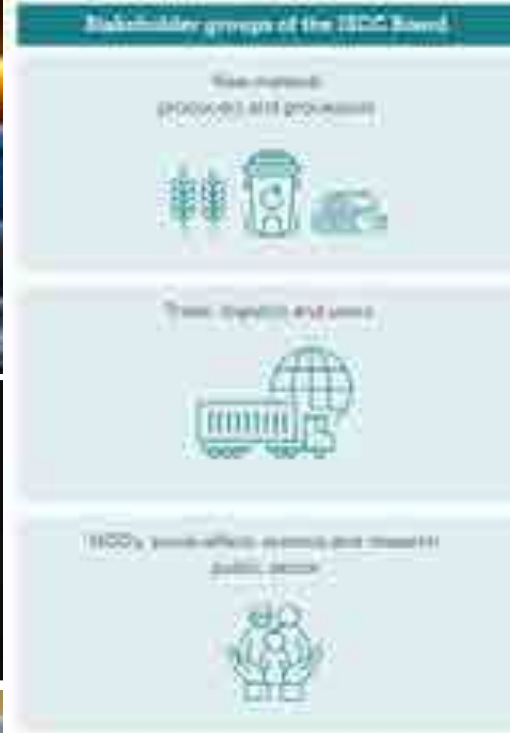 Stakeholder groups of the ISCC Board
Raw material
producers and processors
Trade, logistics and users
NGOs, social affairs, science and research
public sector